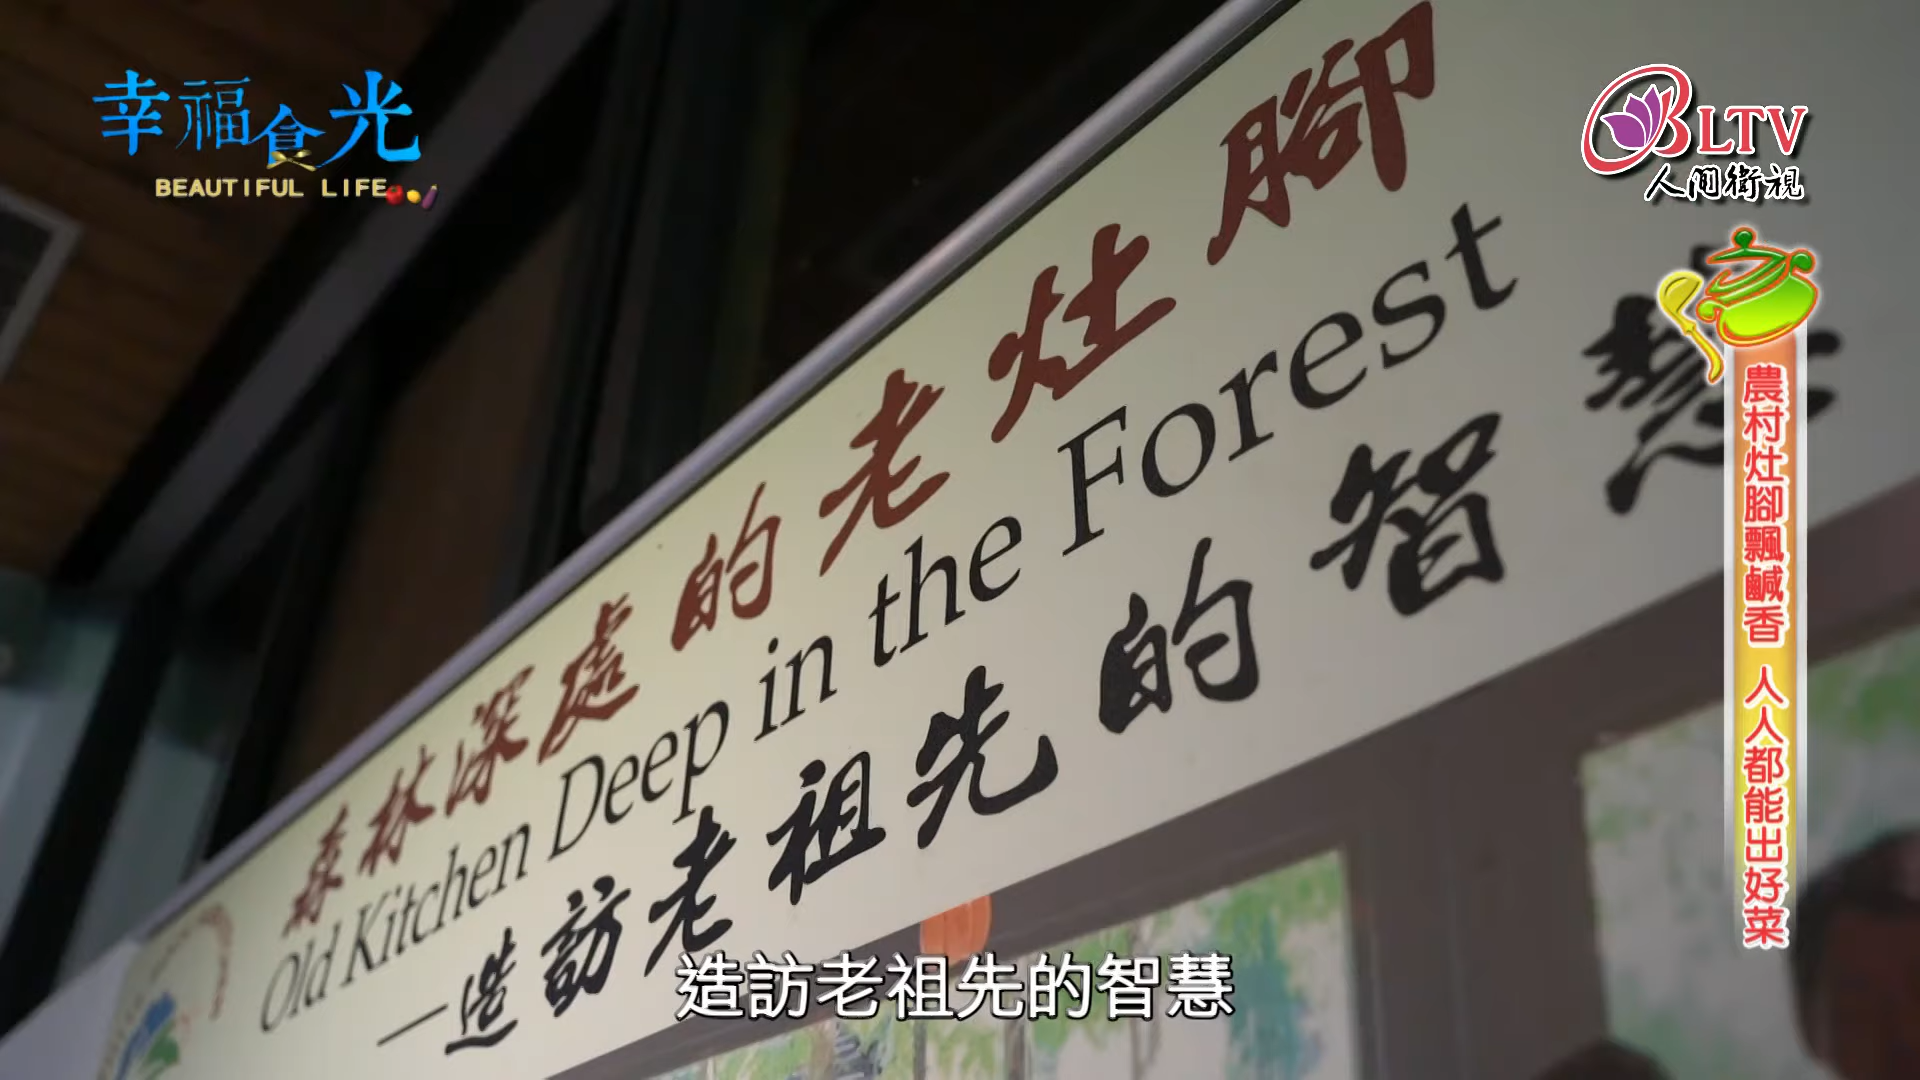 幸福食光
BEAUTIFUL LIFE
BLTV
人間衛視
森林深處的老灶腳
Old Kitchen Deep in the Forest
—造訪老祖先的智慧
農村灶腳飄鹹香 人人都能出好菜
造訪老祖先的智慧